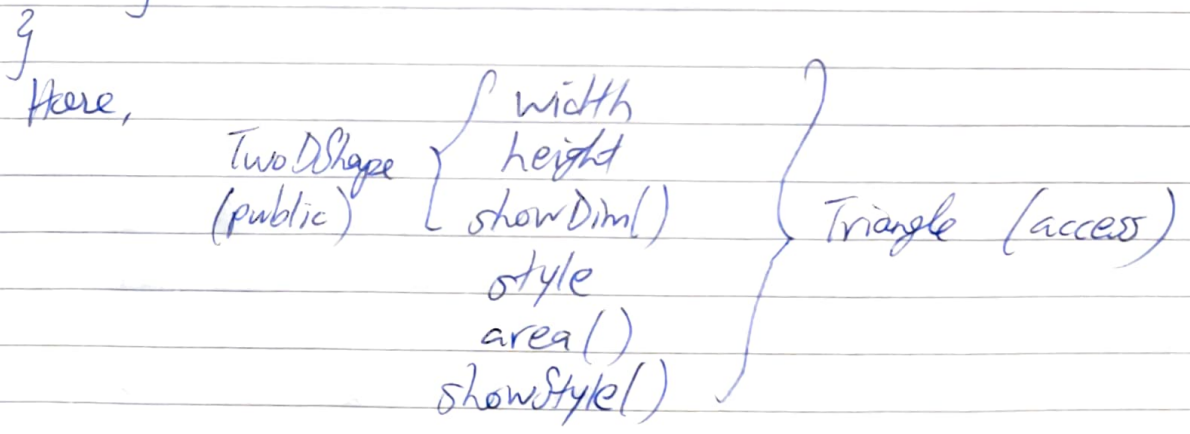 }
Here,
width
TwoDShape { height
(public) showDim() } Triangle (access)
style
area()
showStyle()